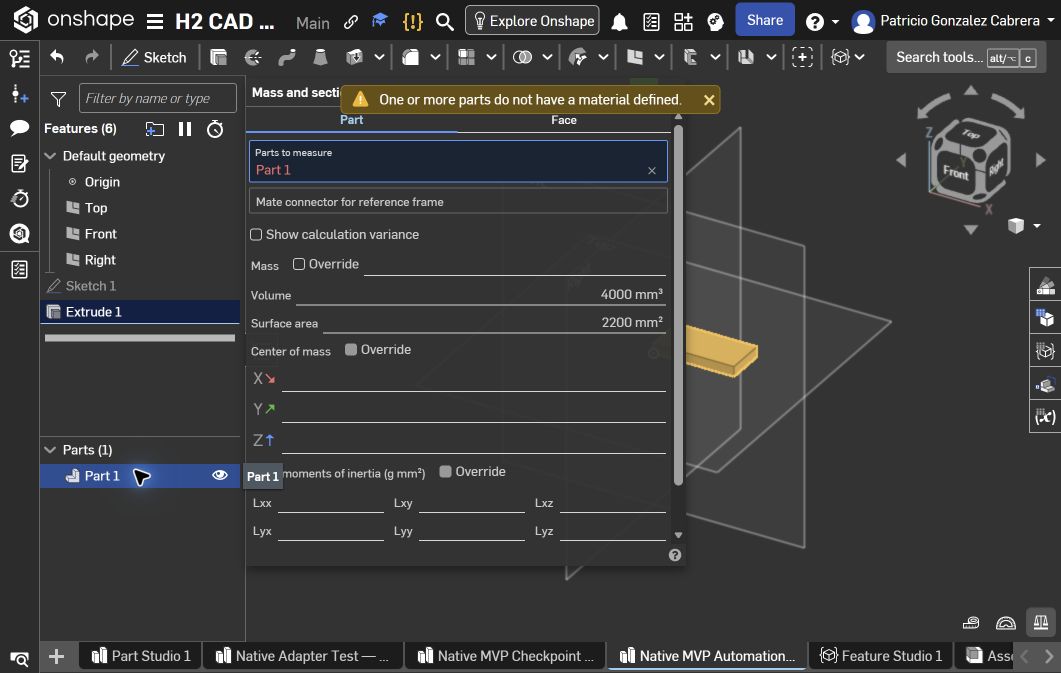 onshape
H2 CAD ...
Main
Explore Onshape
Share
Patricio Gonzalez Cabrera
Sketch
Search tools... alt/⌥ c
Filter by name or type
Mass and secti
One or more parts do not have a material defined.
Part
Face
Features (6)
Default geometry
Origin
Top
Front
Right
Sketch 1
Extrude 1
Parts to measure
Part 1
Mate connector for reference frame
Show calculation variance
Mass
Override
Volume
4000 mm³
Surface area
2200 mm²
Center of mass
Override
X
Y
Z
moments of inertia (g mm²)
Override
Lxx
Lxy
Lxz
Lyx
Lyy
Lyz
Parts (1)
Part 1
Part 1
Z
Top
Y
Front
Right
X
Part Studio 1
Native Adapter Test — ...
Native MVP Checkpoint ...
Native MVP Automation...
Feature Studio 1
Ass